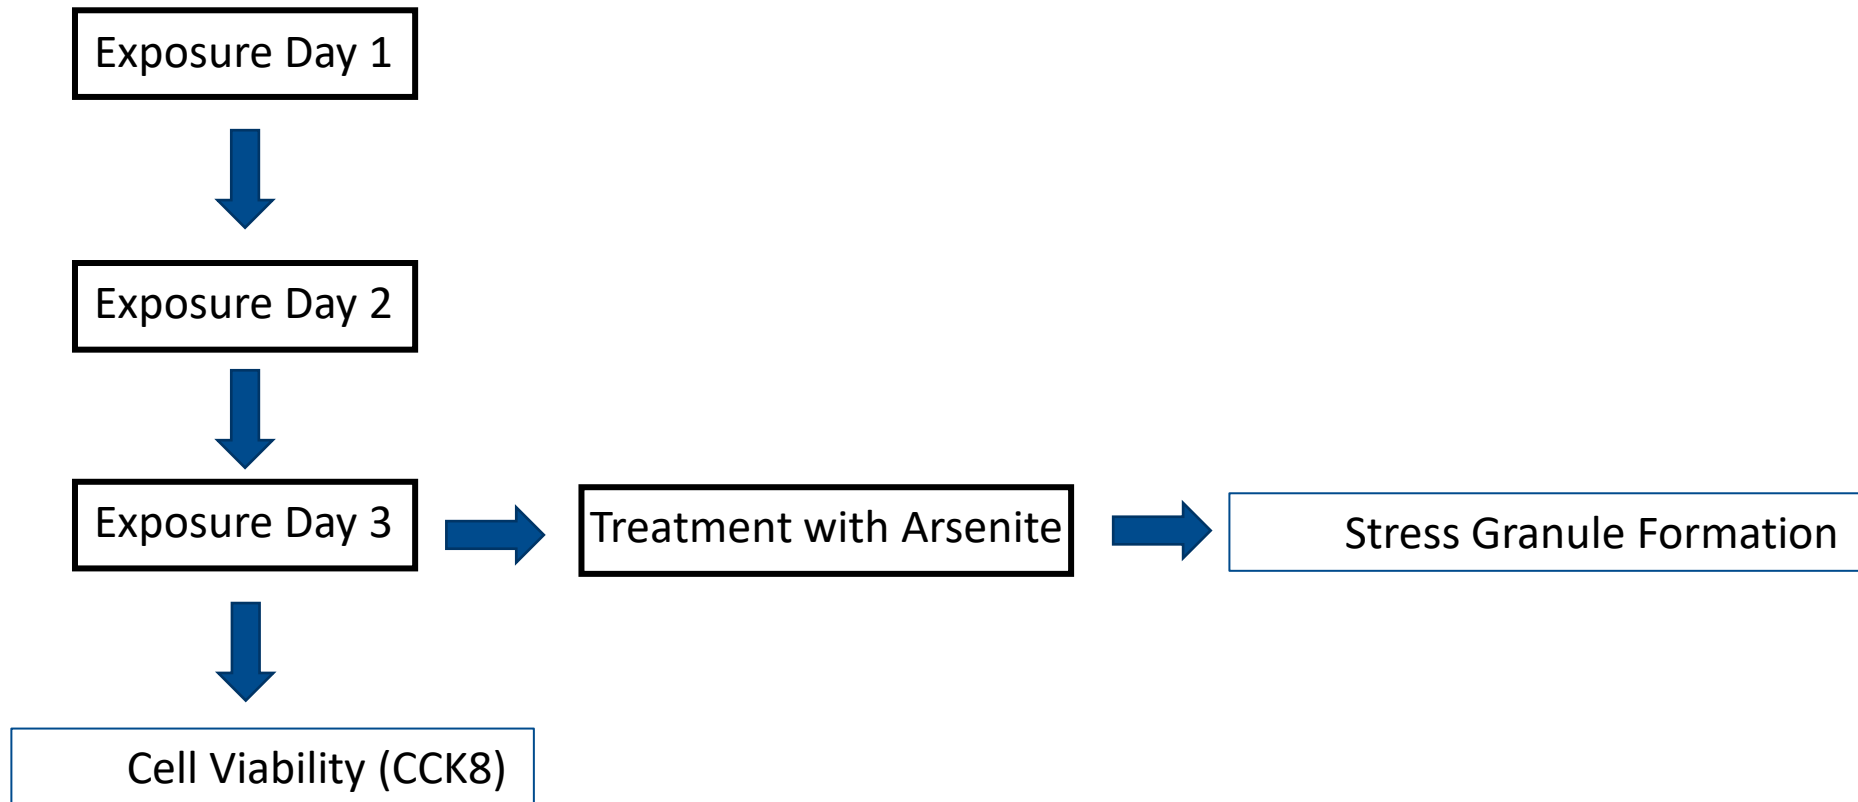 Exposure Day 1
Exposure Day 2
Exposure Day 3
Treatment with Arsenite
Stress Granule Formation
Cell Viability (CCK8)